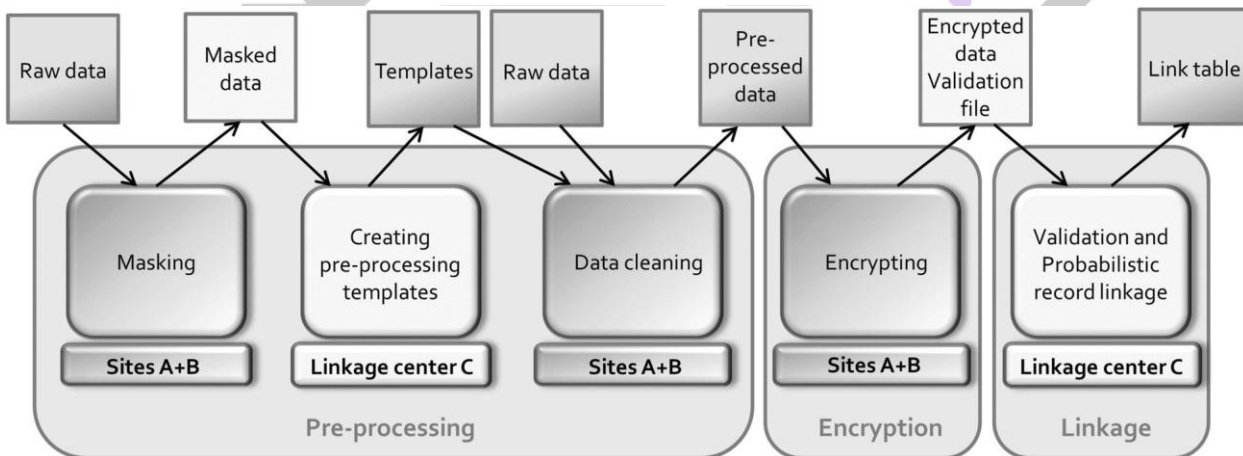 Raw data
Masked
data
Templates
Raw data
Pre-
processed
data
Encrypted
data
Validation
file
Link table
Masking
Creating
pre-processing
templates
Data cleaning
Encrypting
Validation and
Probabilistic
record linkage
Sites A+B
Linkage center C
Sites A+B
Sites A+B
Linkage center C
Pre-processing
Encryption
Linkage